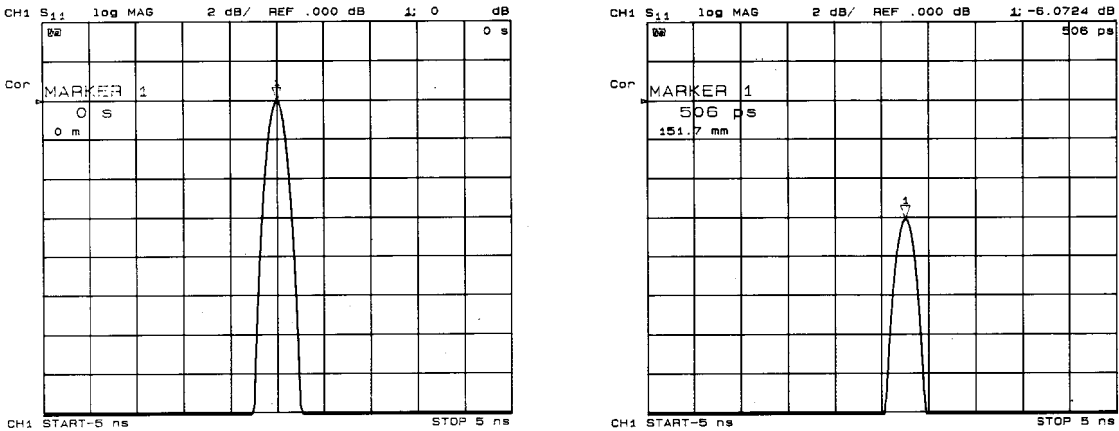 CH1 S11 log MAG 2 dB/ REF .000 dB 1: 0 dB
0 s
Cor
MARKER 1
0 s
0 m
1
CH1 START-5 ns STOP 5 ns
CH1 S11 log MAG 2 dB/ REF .000 dB 1: -6.0724 dB
506 ps
Cor
MARKER 1
506 ps
151.7 mm
1
CH1 START-5 ns STOP 5 ns